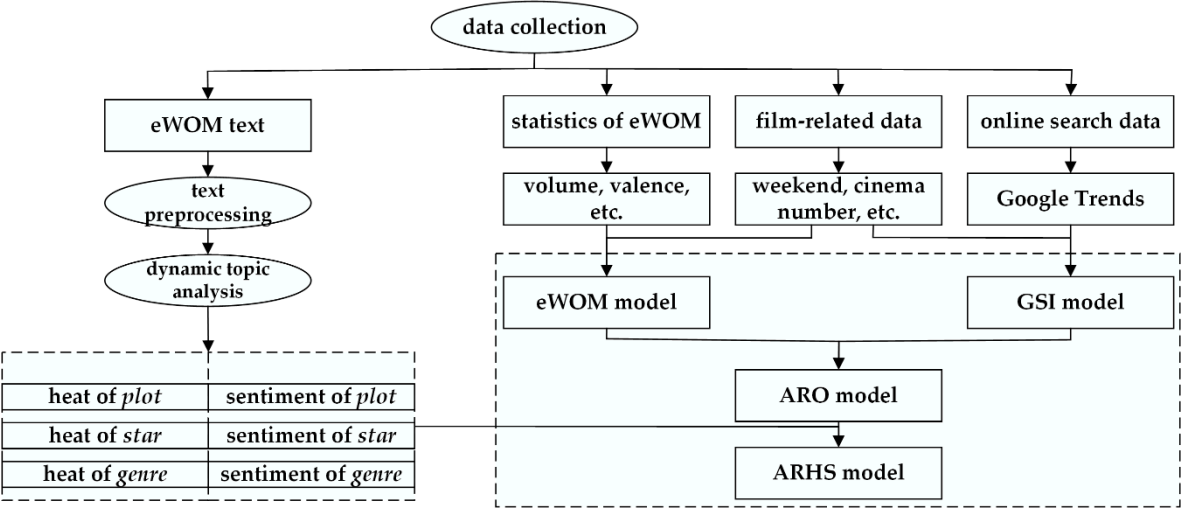 data collection
eWOM text
statistics of eWOM
film-related data
online search data
text
preprocessing
volume, valence,
etc.
weekend, cinema
number, etc.
Google Trends
dynamic topic
analysis
eWOM model
GSI model
heat of plot
sentiment of plot
ARO model
heat of star
sentiment of star
heat of genre
sentiment of genre
ARHS model